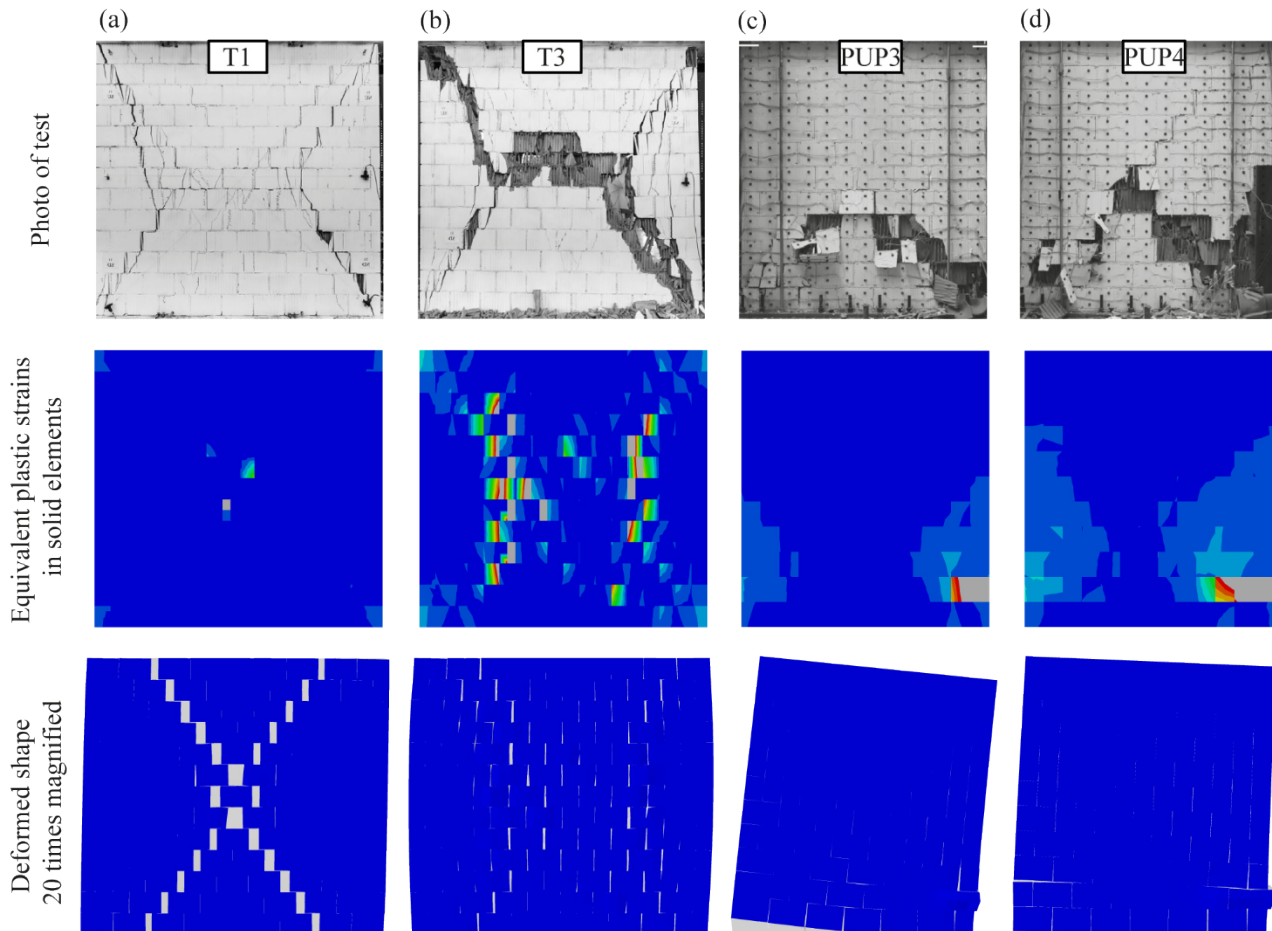 (a)
(b)
(c)
(d)
T1
T3
PUP3
PUP4
Photo of test
Equivalent plastic strains
in solid elements
Deformed shape
20 times magnified